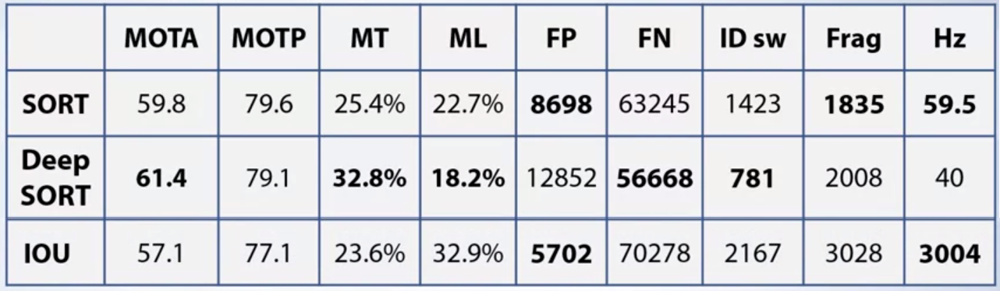 MOTA MOTP MT ML FP FN ID sw Frag Hz
SORT 59.8 79.6 25.4% 22.7% 8698 63245 1423 1835 59.5
Deep
SORT 61.4 79.1 32.8% 18.2% 12852 56668 781 2008 40
IOU 57.1 77.1 23.6% 32.9% 5702 70278 2167 3028 3004